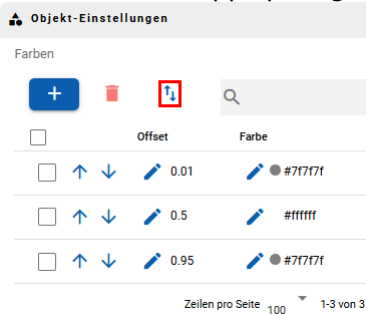 Objekt-Einstellungen
Farben
+
Offset Farbe
0.01 #7f7f7f
0.5 #ffffff
0.95 #7f7f7f
Zeilen pro Seite 100 1-3 von 3